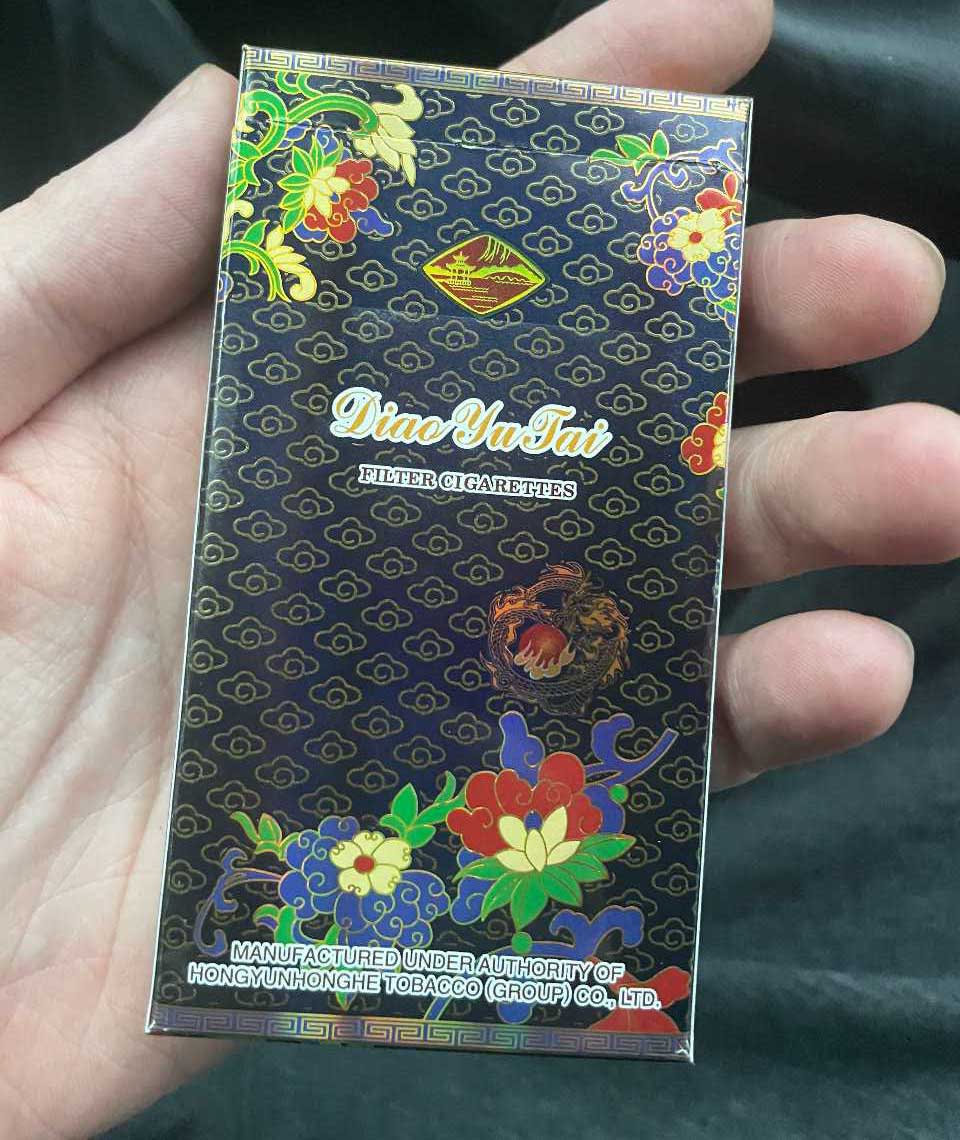 Diao Yu Tai
FILTER CIGARETTES
MANUFACTURED UNDER AUTHORITY OF
HONGYUNHONGHE TOBACCO (GROUP) CO., LTD.